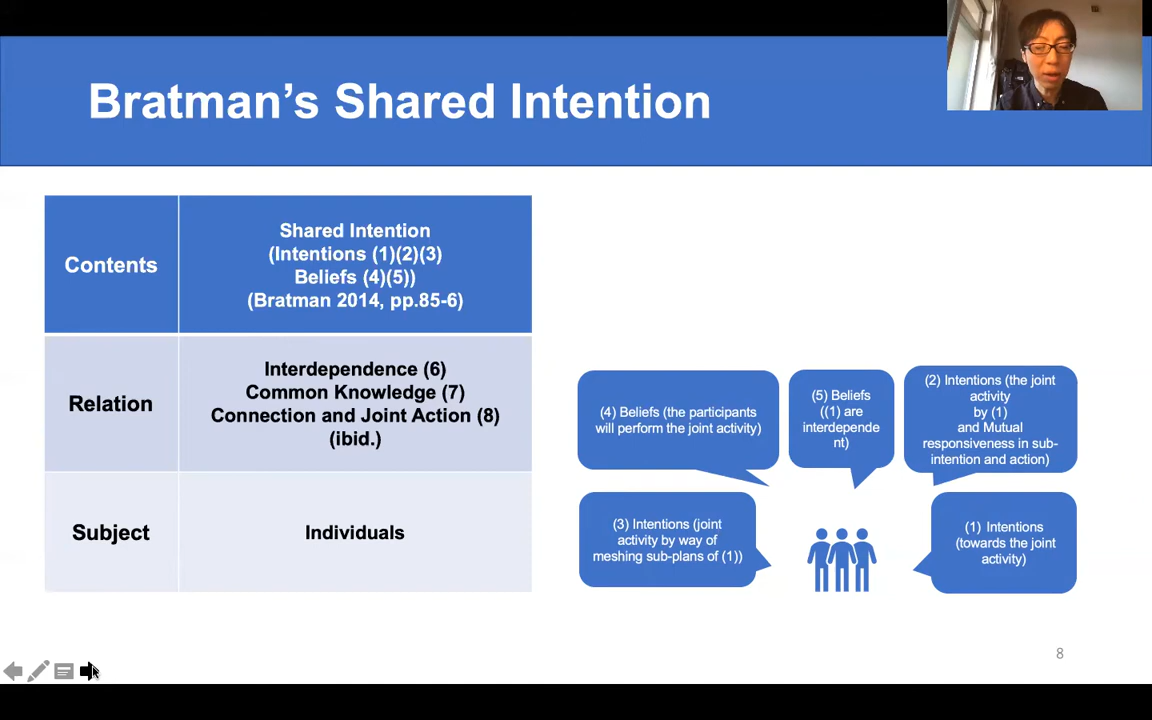 Bratman’s Shared Intention
Contents
Shared Intention
(Intentions (1)(2)(3)
Beliefs (4)(5))
(Bratman 2014, pp.85-6)
Relation
Interdependence (6)
Common Knowledge (7)
Connection and Joint Action (8)
(ibid.)
Subject
Individuals
(4) Beliefs (the participants
will perform the joint activity)
(5) Beliefs
((1) are
interdepende
nt)
(2) Intentions (the joint
activity
by (1)
and Mutual
responsiveness in sub-
intention and action)
(3) Intentions (joint
activity by way of
meshing sub-plans of (1))
(1) Intentions
(towards the joint
activity)
8